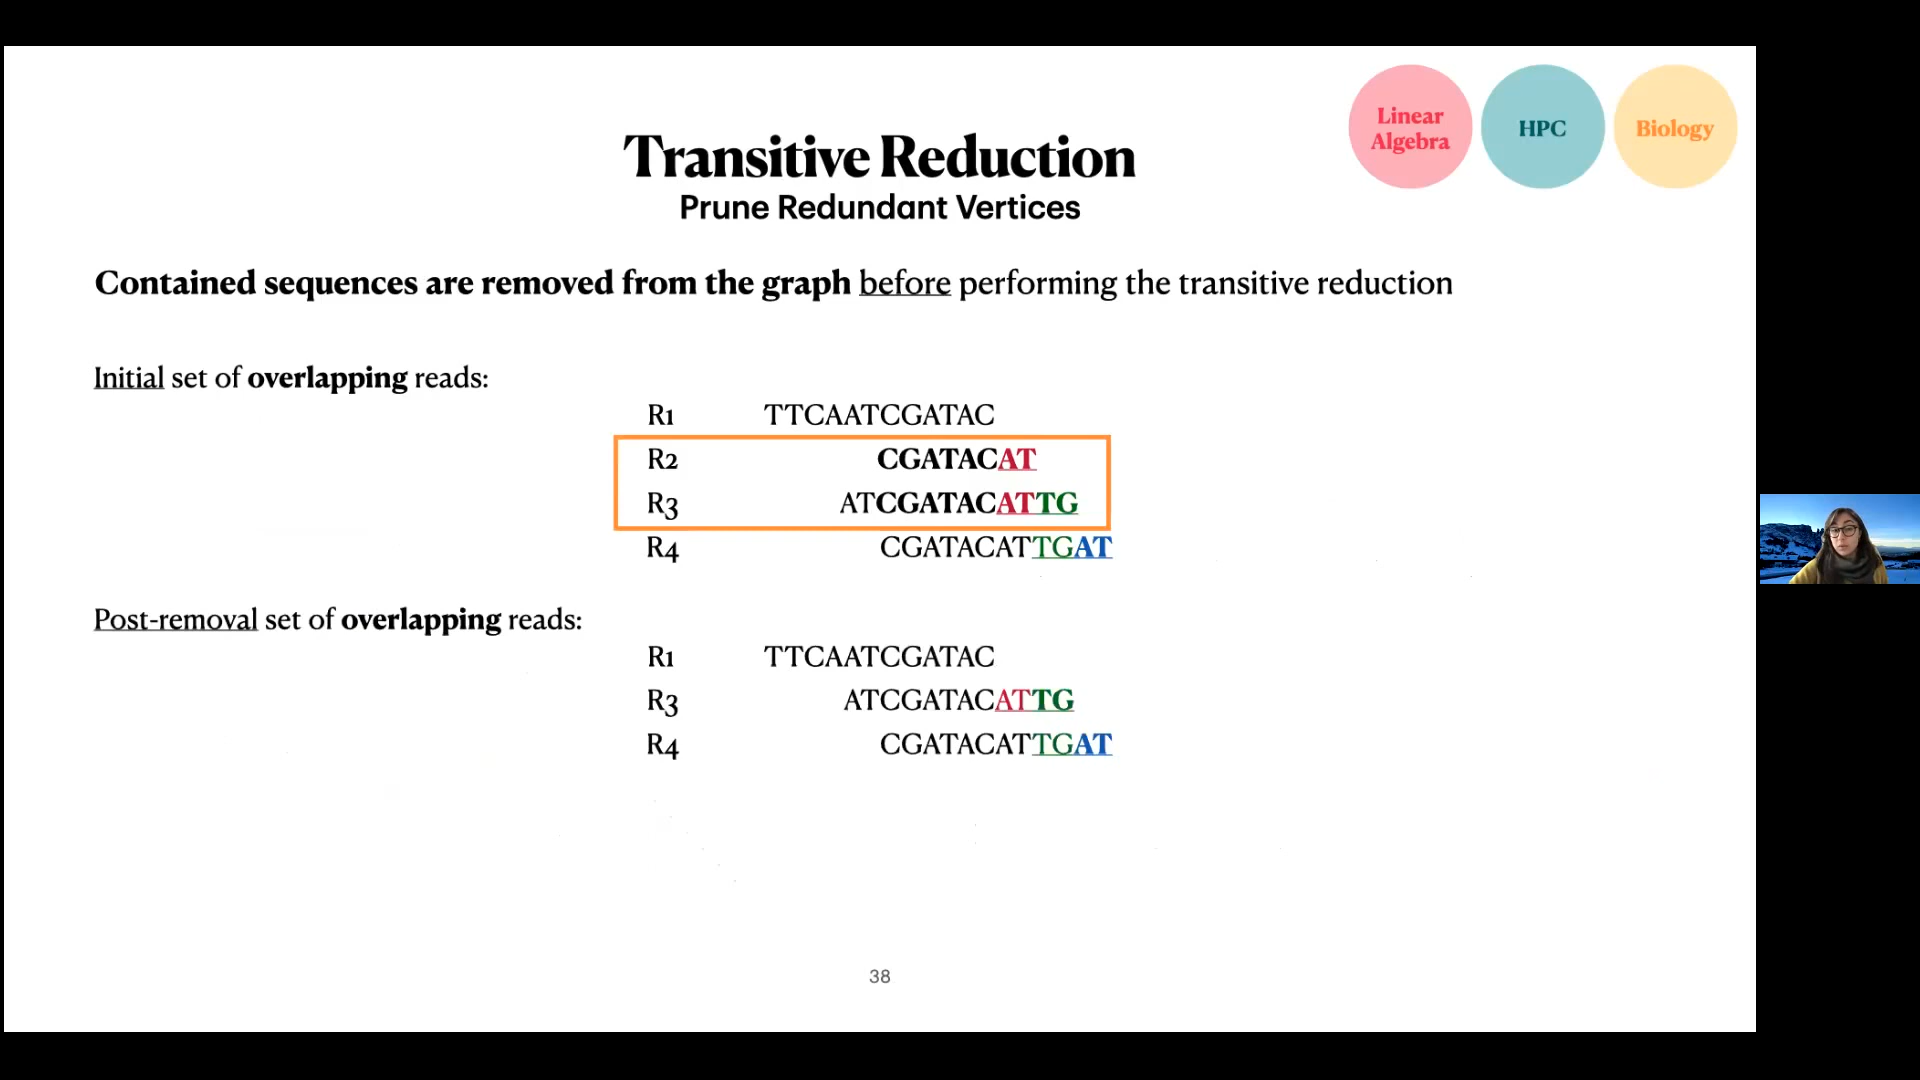 Linear
Algebra
HPC
Biology
Transitive Reduction
Prune Redundant Vertices
Contained sequences are removed from the graph before performing the transitive reduction
Initial set of overlapping reads:
R1 TTCAATCGATAC
R2 CGATACAT
R3 ATCGATACATTG
R4 CGATACATTGAT
Post-removal set of overlapping reads:
R1 TTCAATCGATAC
R3 ATCGATACATTG
R4 CGATACATTGAT
38